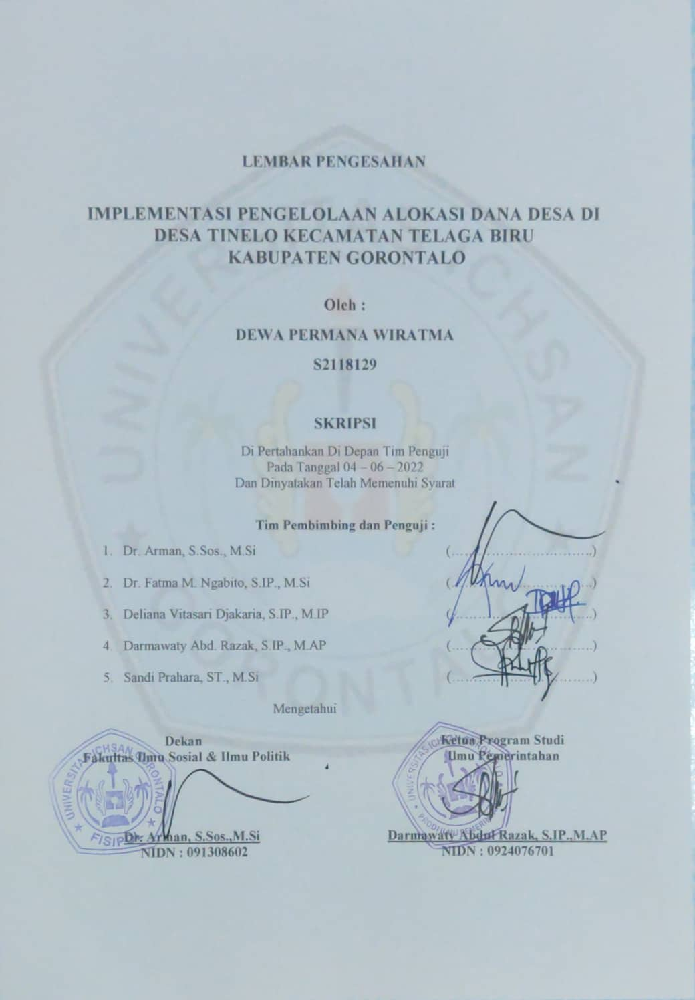 LEMBAR PENGESAHAN
IMPLEMENTASI PENGELOLAAN ALOKASI DANA DESA DI
DESA TINELO KECAMATAN TELAGA BIRU
KABUPATEN GORONTALO
Oleh :
DEWA PERMANA WIRATMA
S2118129
SKRIPSI
Di Pertahankan Di Depan Tim Penguji
Pada Tanggal 04 – 06 – 2022
Dan Dinyatakan Telah Memenuhi Syarat
Tim Pembimbing dan Penguji :
1. Dr. Arman, S.Sos., M.Si (....................................)
2. Dr. Fatma M. Ngabito, S.IP., M.Si (....................................)
3. Deliana Vitasari Djakaria, S.IP., M.IP (....................................)
4. Darmawaty Abd. Razak, S.IP., M.AP (....................................)
5. Sandi Prahara, ST., M.Si (....................................)
Mengetahui
Dekan
Fakultas Ilmu Sosial & Ilmu Politik
Dr. Arman, S.Sos.,M.Si
NIDN : 091308602
Ketua Program Studi
Ilmu Pemerintahan
Darmawaty Abdul Razak, S.IP.,M.AP
NIDN : 0924076701
UNIVERSITAS ICHSAN GORONTALO
UNIVERSITAS ICHSAN GORONTALO
FISIP
UNIVERSITAS ICHSAN GORONTALO